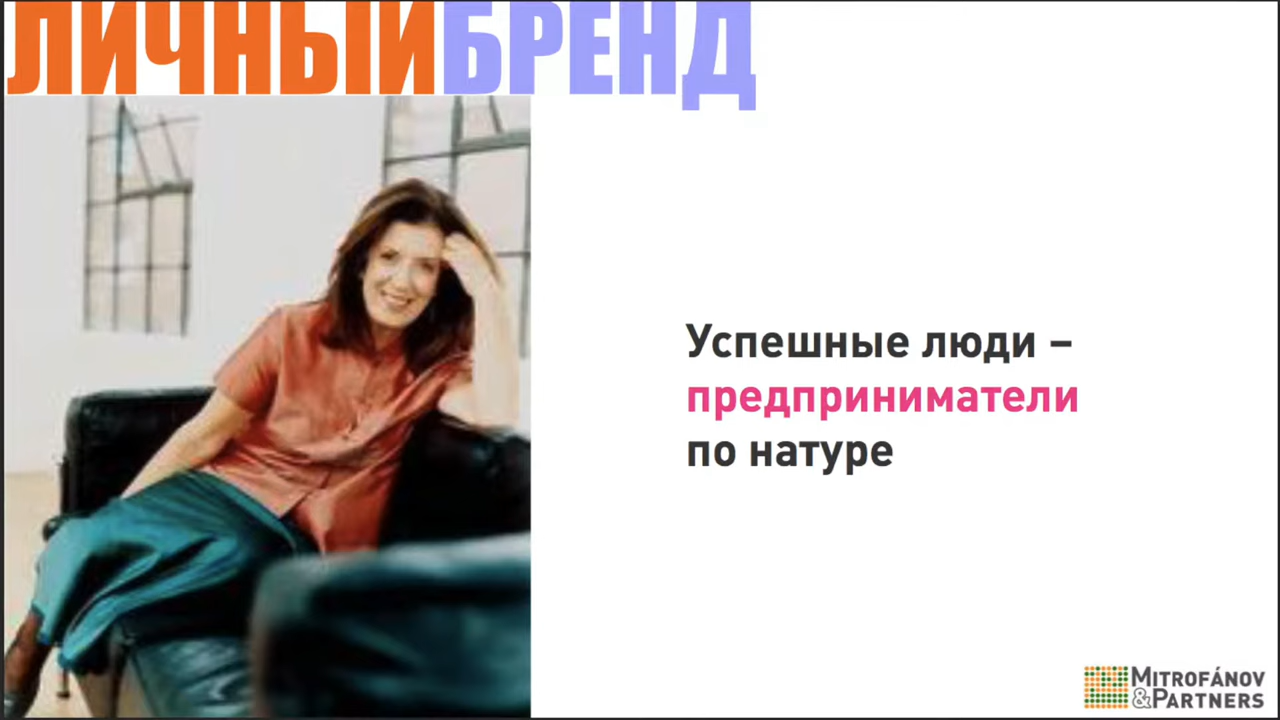 ЛИЧНЫЙБРЕНД
Успешные люди –
предприниматели
по натуре
MITROFÁNOV
&PARTNERS